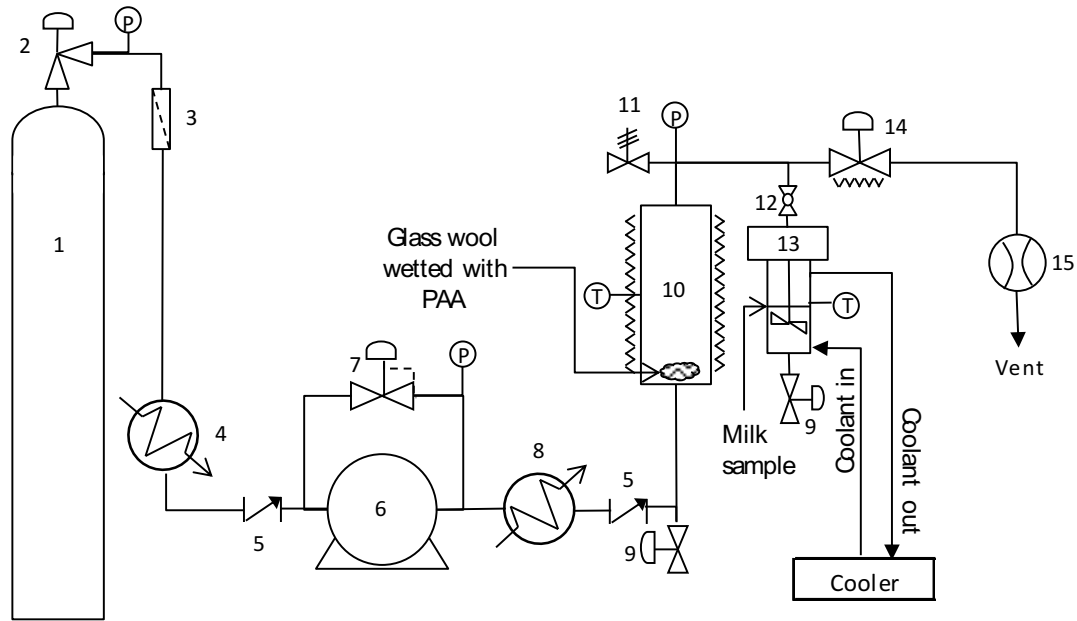 2
P
3
1
11
P
14
12
13
15
Glass wool
wetted with
PAA
T
10
T
Vent
7
P
4
8
5
6
5
9
9
Milk
sample
Coolant in
Coolant out
Cooler